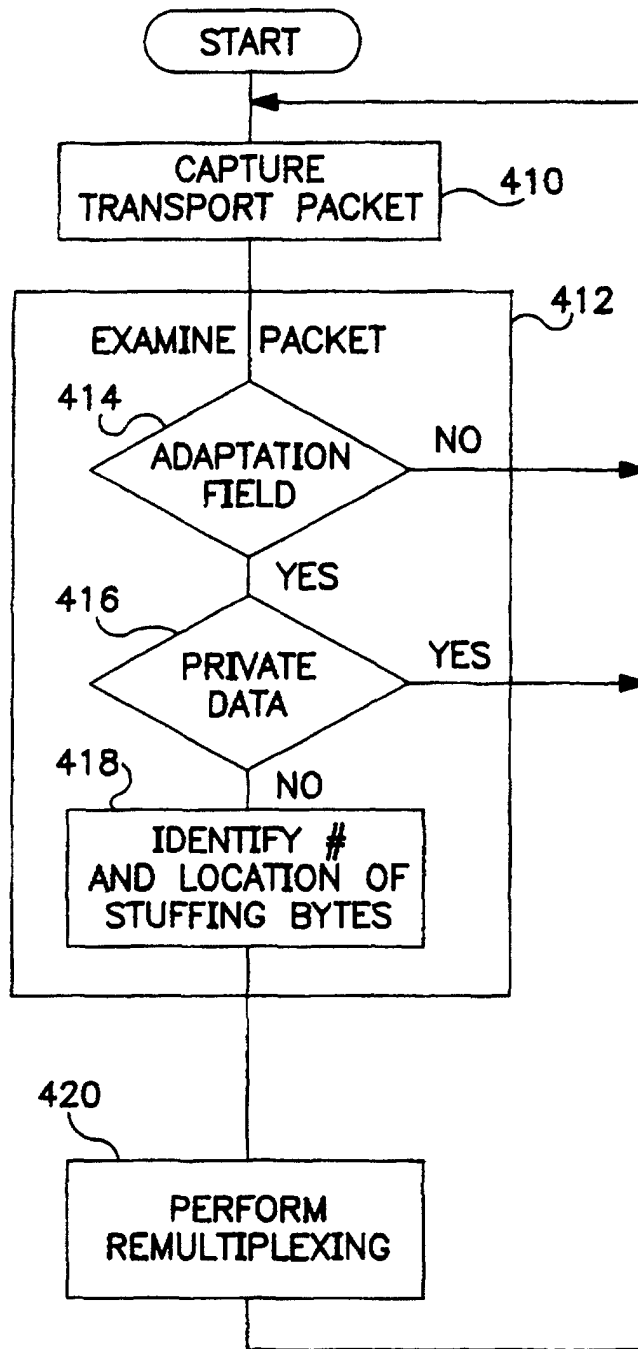 START
CAPTURE
TRANSPORT PACKET
410
412
EXAMINE PACKET
414
ADAPTATION
FIELD
NO
YES
416
PRIVATE
DATA
YES
418
NO
IDENTIFY #
AND LOCATION OF
STUFFING BYTES
420
PERFORM
REMULTIPLEXING